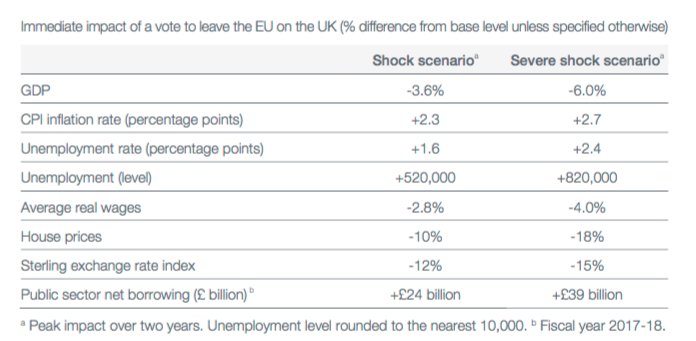 Immediate impact of a vote to leave the EU on the UK (% difference from base level unless specified otherwise)
Shock scenarioᵃ Severe shock scenarioᵃ
GDP -3.6% -6.0%
CPI inflation rate (percentage points) +2.3 +2.7
Unemployment rate (percentage points) +1.6 +2.4
Unemployment (level) +520,000 +820,000
Average real wages -2.8% -4.0%
House prices -10% -18%
Sterling exchange rate index -12% -15%
Public sector net borrowing (£ billion) ᵇ +£24 billion +£39 billion
ᵃ Peak impact over two years. Unemployment level rounded to the nearest 10,000. ᵇ Fiscal year 2017-18.